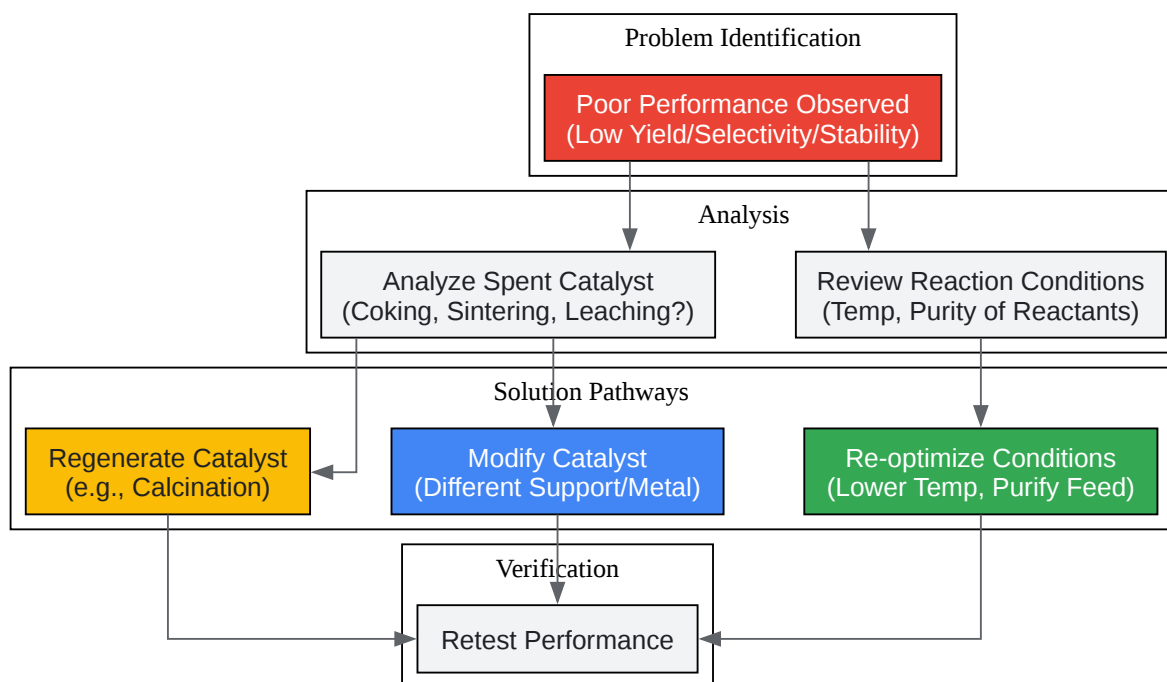 Problem Identification
Poor Performance Observed
(Low Yield/Selectivity/Stability)
Analysis
Analyze Spent Catalyst
(Coking, Sintering, Leaching?)
Review Reaction Conditions
(Temp, Purity of Reactants)
Solution Pathways
Regenerate Catalyst
(e.g., Calcination)
Modify Catalyst
(Different Support/Metal)
Re-optimize Conditions
(Lower Temp, Purify Feed)
Verification
Retest Performance